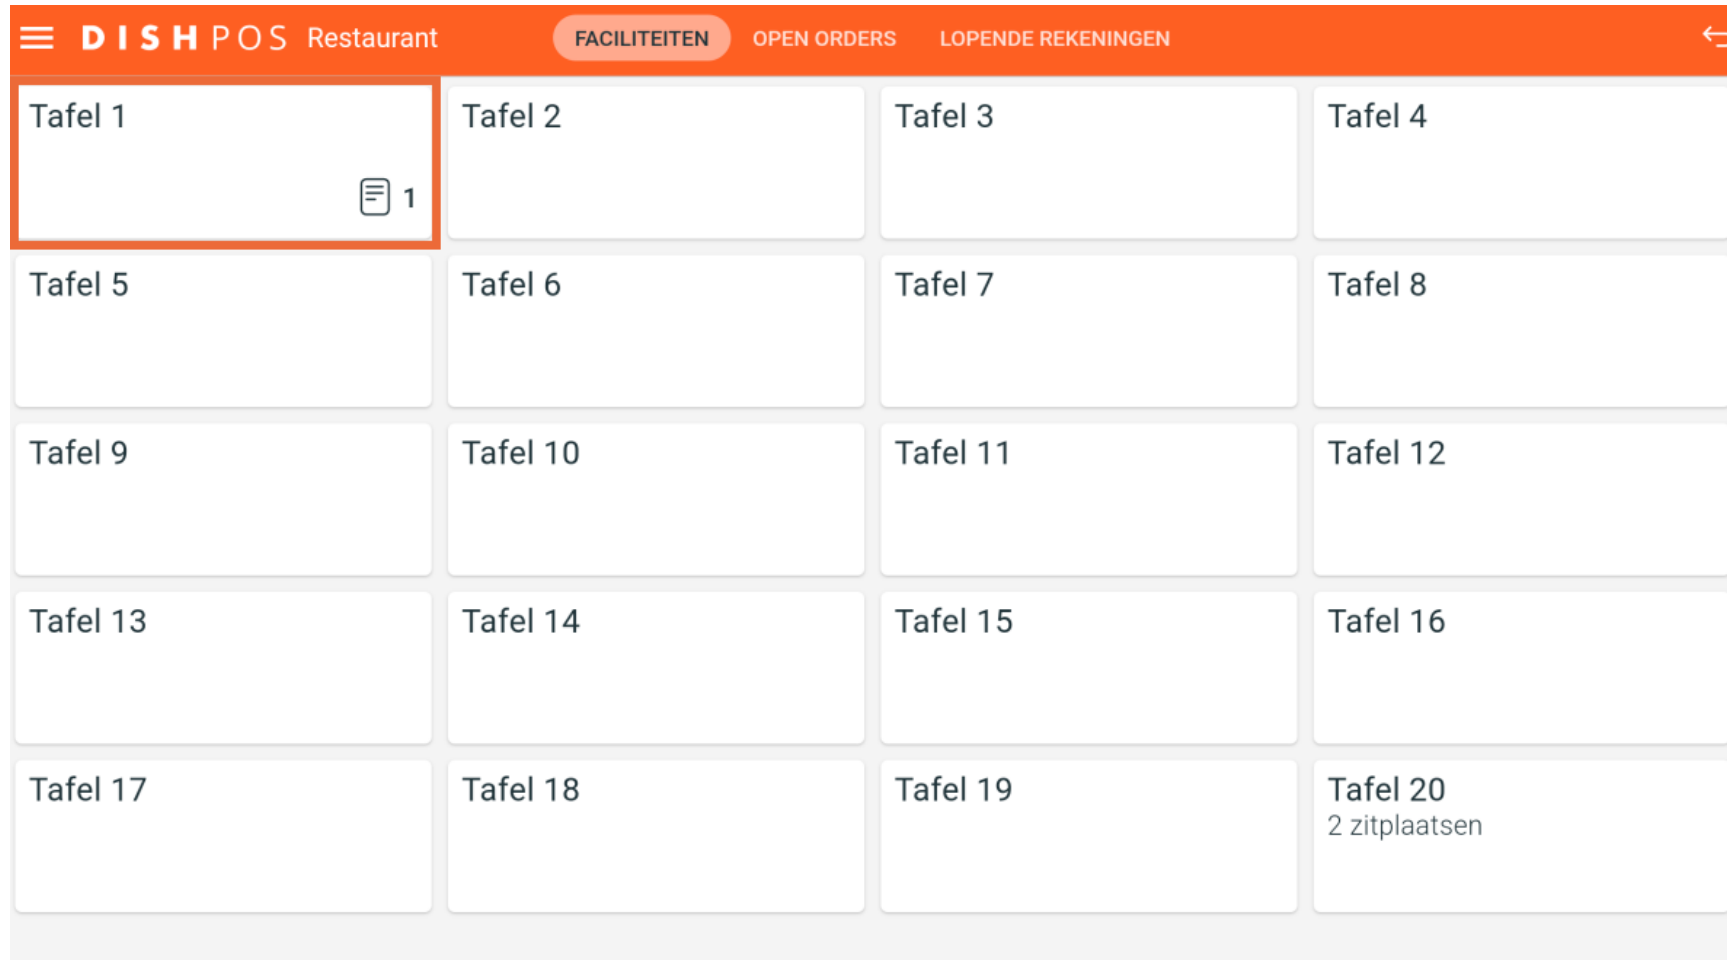 DISH POS Restaurant FACILITEITEN OPEN ORDERS LOPENDE REKENINGEN
Tafel 1 Tafel 2 Tafel 3 Tafel 4
1
Tafel 5 Tafel 6 Tafel 7 Tafel 8
Tafel 9 Tafel 10 Tafel 11 Tafel 12
Tafel 13 Tafel 14 Tafel 15 Tafel 16
Tafel 17 Tafel 18 Tafel 19 Tafel 20
2 zitplaatsen